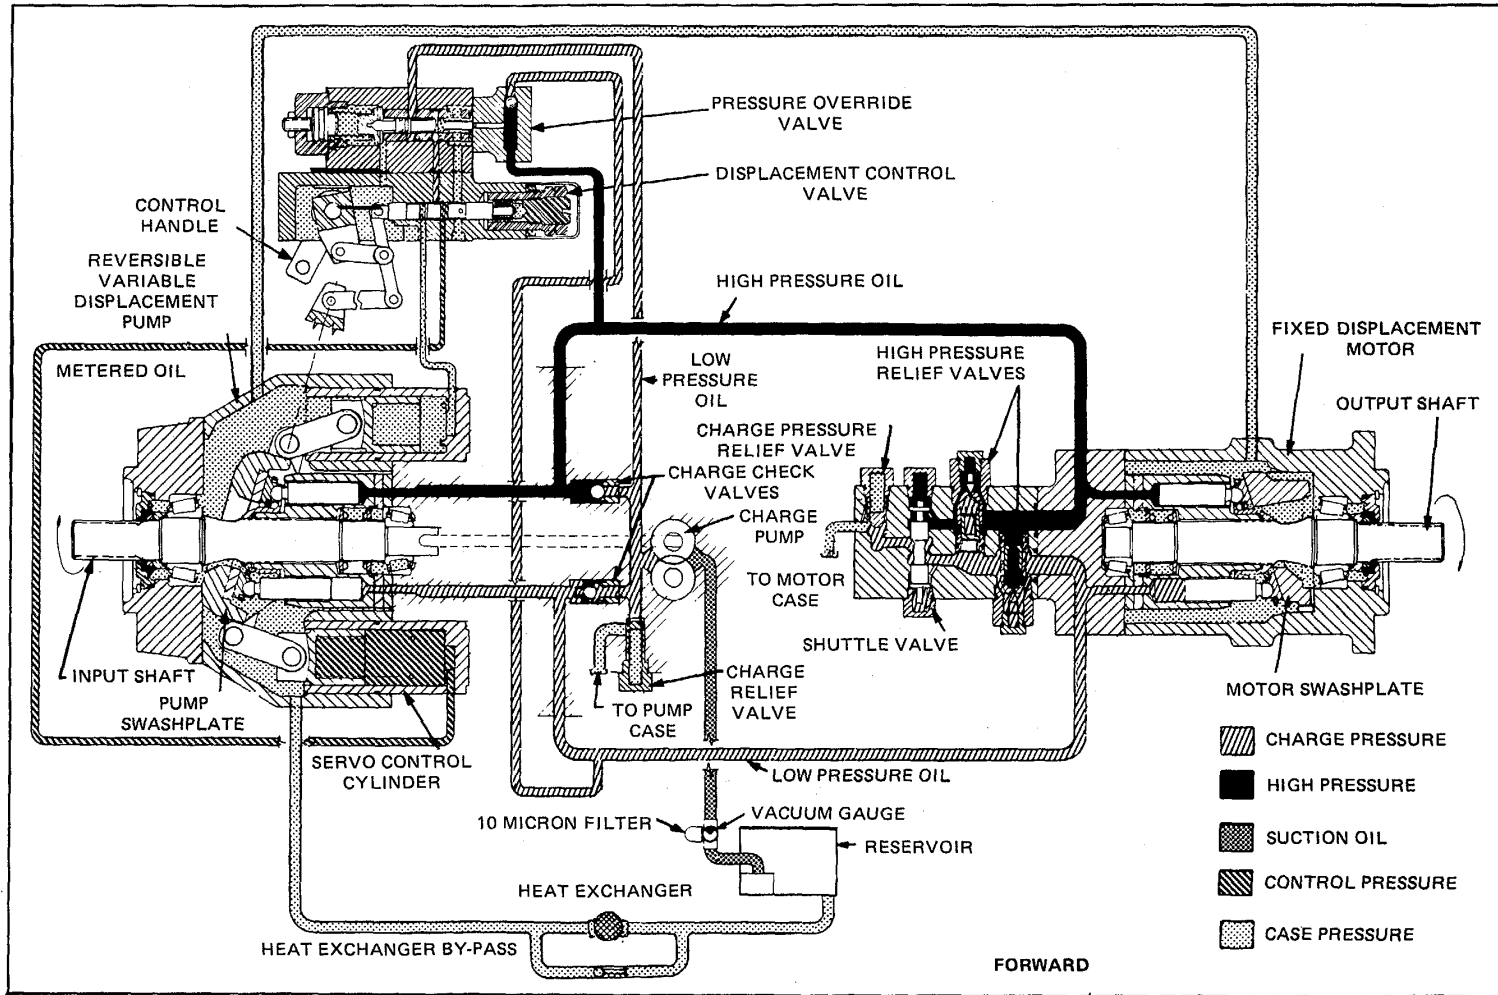 PRESSURE OVERRIDE
VALVE
DISPLACEMENT CONTROL
VALVE
CONTROL
HANDLE
REVERSIBLE
VARIABLE
DISPLACEMENT
PUMP
HIGH PRESSURE OIL
FIXED DISPLACEMENT
MOTOR
METERED OIL
LOW
PRESSURE
OIL
HIGH PRESSURE
RELIEF VALVES
OUTPUT SHAFT
CHARGE PRESSURE
RELIEF VALVE
CHARGE CHECK
VALVES
CHARGE
PUMP
TO MOTOR
CASE
SHUTTLE VALVE
INPUT SHAFT
PUMP
SWASHPLATE
CHARGE
RELIEF
VALVE
TO PUMP
CASE
MOTOR SWASHPLATE
SERVO CONTROL
CYLINDER
LOW PRESSURE OIL
10 MICRON FILTER
VACUUM GAUGE
RESERVOIR
HEAT EXCHANGER
HEAT EXCHANGER BY-PASS
CHARGE PRESSURE
HIGH PRESSURE
SUCTION OIL
CONTROL PRESSURE
CASE PRESSURE
FORWARD